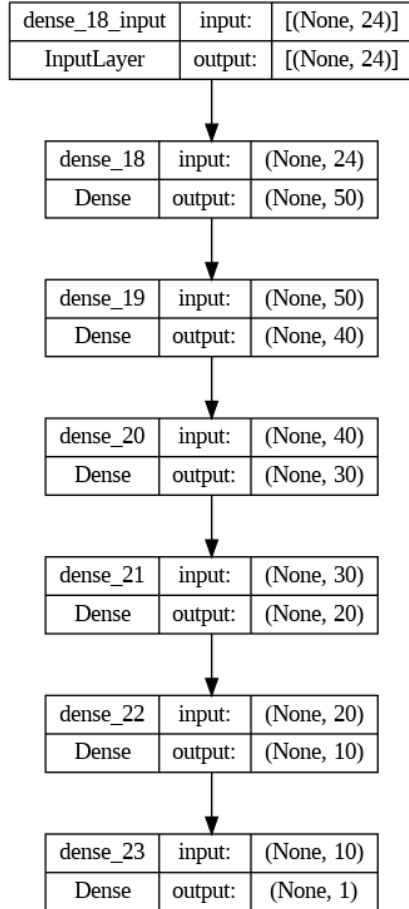 dense_18_input input: [(None, 24)]
InputLayer output: [(None, 24)]
dense_18 input: (None, 24)
Dense output: (None, 50)
dense_19 input: (None, 50)
Dense output: (None, 40)
dense_20 input: (None, 40)
Dense output: (None, 30)
dense_21 input: (None, 30)
Dense output: (None, 20)
dense_22 input: (None, 20)
Dense output: (None, 10)
dense_23 input: (None, 10)
Dense output: (None, 1)